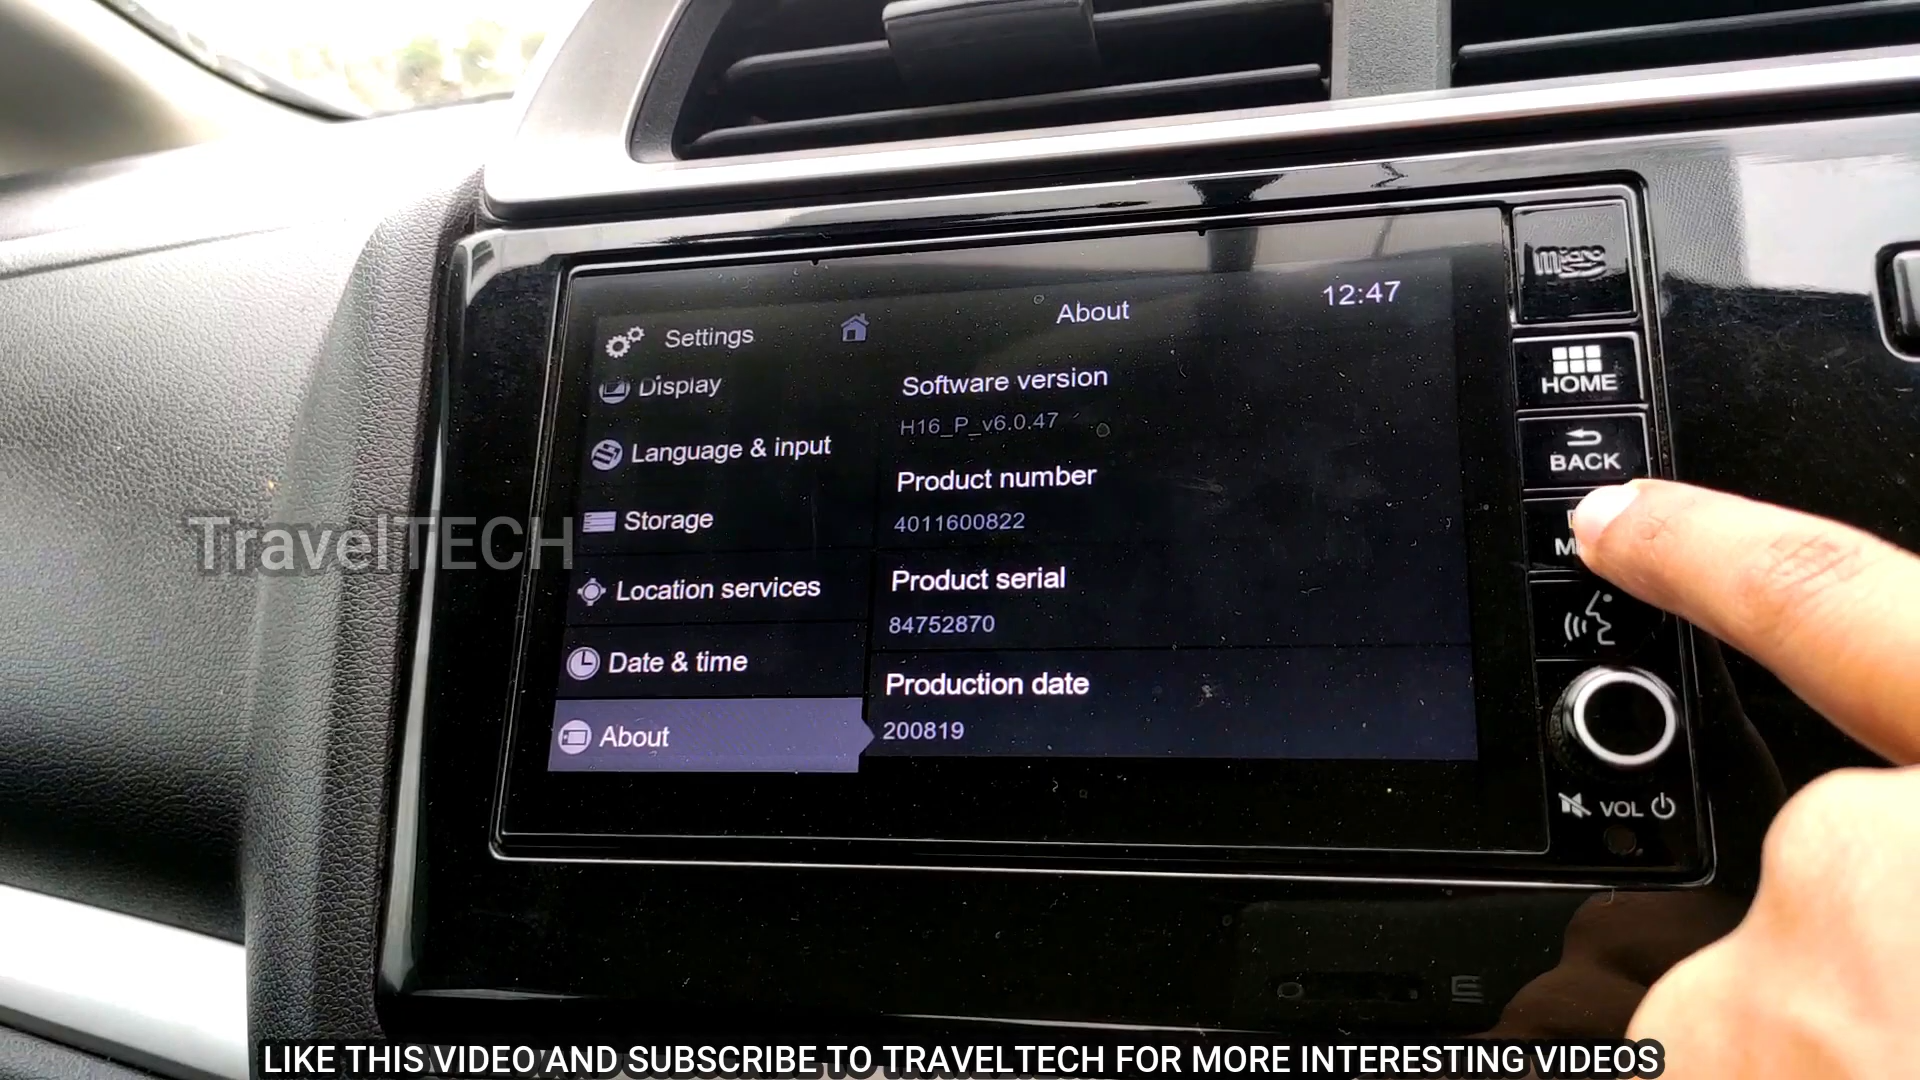 micro
12:47
About
Settings
Display
Software version
H16_P_v6.0.47
HOME
Language & input
BACK
Product number
4011600822
Storage
TravelTECH
Location services
Product serial
84752870
Date & time
Production date
200819
About
VOL
LIKE THIS VIDEO AND SUBSCRIBE TO TRAVELTECH FOR MORE INTERESTING VIDEOS